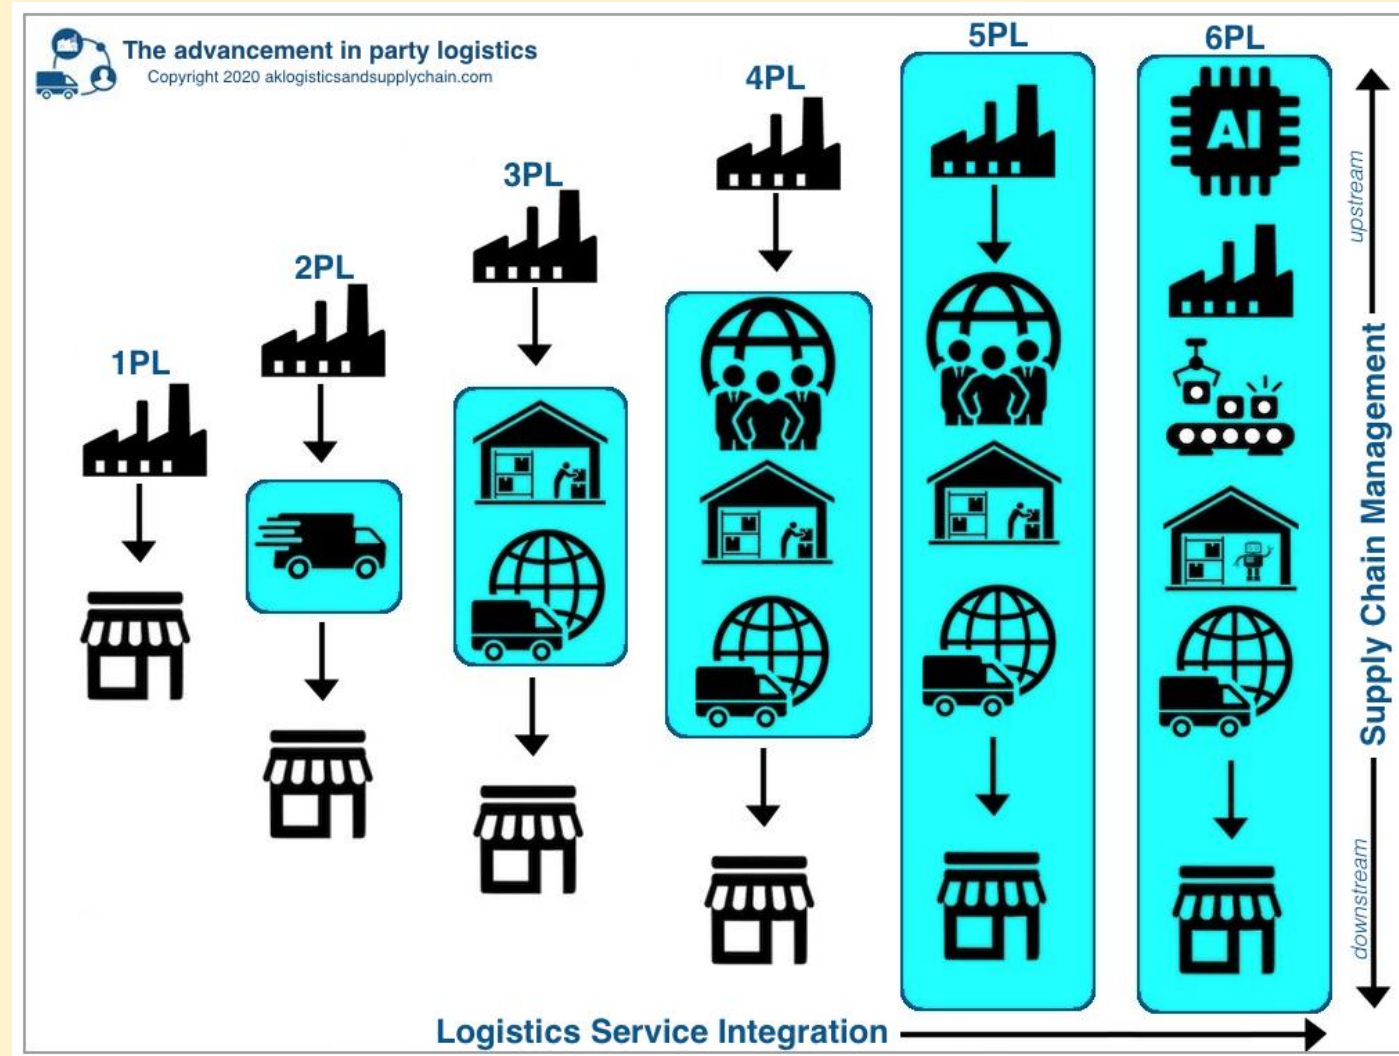 The advancement in party logistics
Copyright 2020 aklogisticsandsupplychain.com
1PL
2PL
3PL
4PL
5PL
6PL
AI
upstream
Supply Chain Management
downstream
Logistics Service Integration